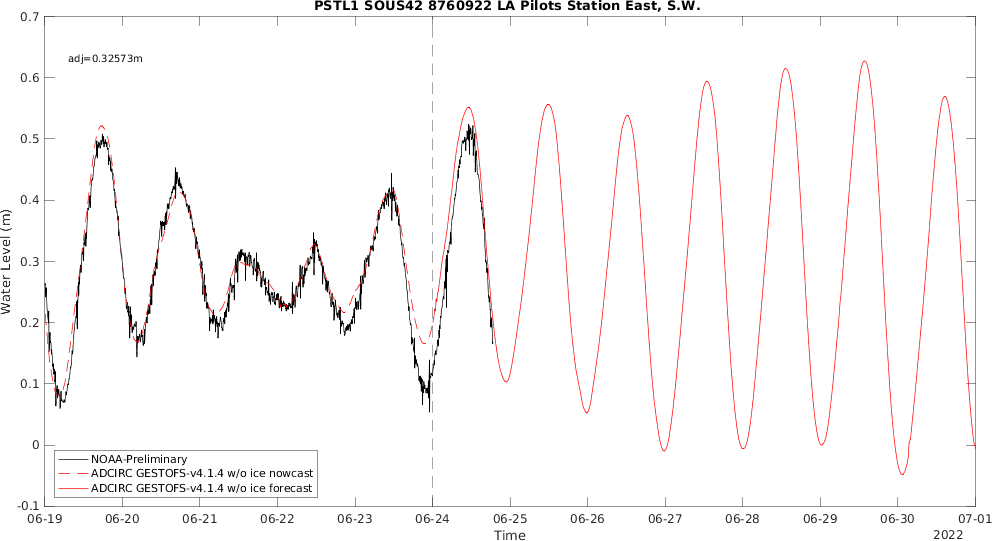 PSTL1 SOUS42 8760922 LA Pilots Station East, S.W.
adj=0.32573m
0.7
0.6
0.5
0.4
0.3
0.2
0.1
0
-0.1
Water Level (m)
NOAA-Preliminary
ADCIRC GESTOFS-v4.1.4 w/o ice nowcast
ADCIRC GESTOFS-v4.1.4 w/o ice forecast
06-19 06-20 06-21 06-22 06-23 06-24 06-25 06-26 06-27 06-28 06-29 06-30 07-01
Time
2022